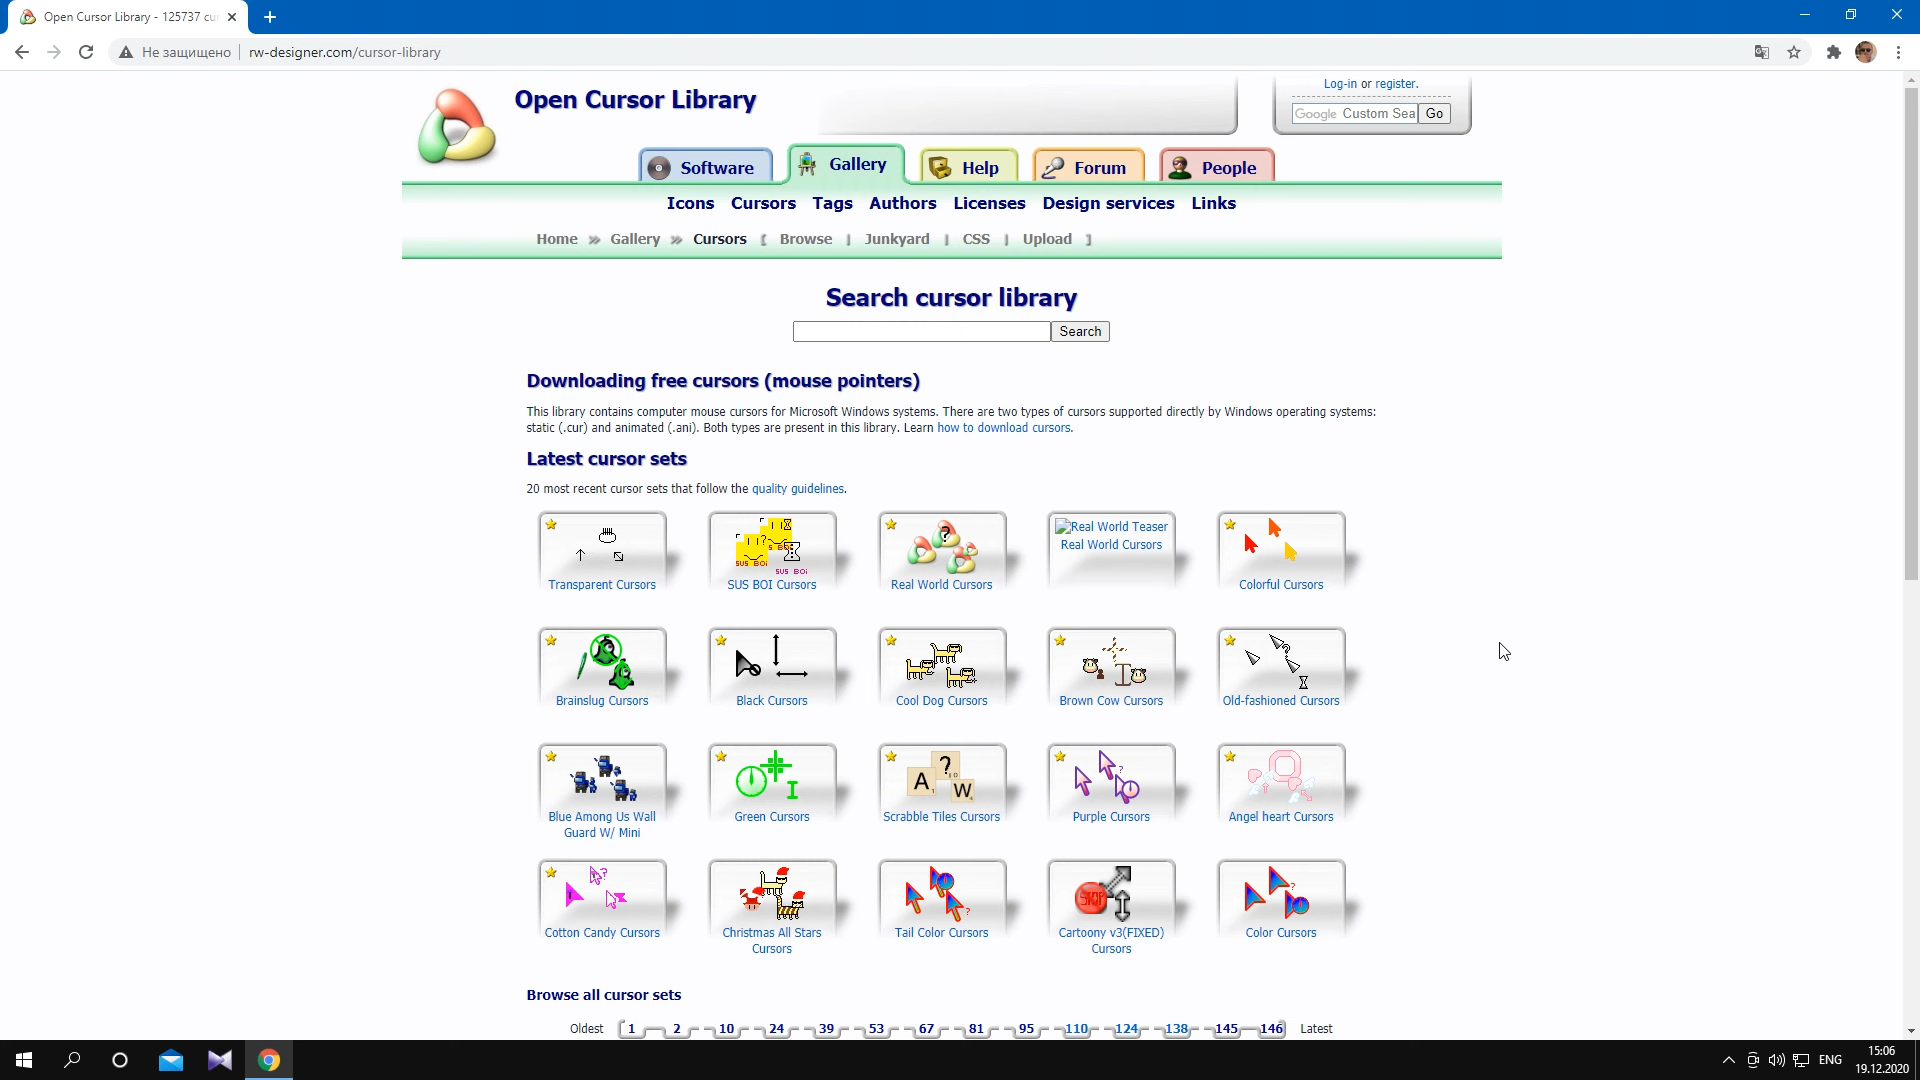 Open Cursor Library - 125737 cu
Не защищено
rw-designer.com/cursor-library
Open Cursor Library
Log-in or register.
Google Custom Sea Go
Software Gallery Help Forum People
Icons Cursors Tags Authors Licenses Design services Links
Home » Gallery » Cursors [ Browse | Junkyard | CSS | Upload ]
Search cursor library
Search
Downloading free cursors (mouse pointers)
This library contains computer mouse cursors for Microsoft Windows systems. There are two types of cursors supported directly by Windows operating systems:
static (.cur) and animated (.ani). Both types are present in this library. Learn how to download cursors.
Latest cursor sets
20 most recent cursor sets that follow the quality guidelines.
SUS BOi
SUS BOi
Real World Teaser
Real World Cursors
Transparent Cursors
SUS BOI Cursors
Real World Cursors
Colorful Cursors
Brainslug Cursors
Black Cursors
Cool Dog Cursors
Brown Cow Cursors
Old-fashioned Cursors
A ? W
Blue Among Us Wall
Guard W/ Mini
Green Cursors
Scrabble Tiles Cursors
Purple Cursors
Angel heart Cursors
Cotton Candy Cursors
Christmas All Stars
Cursors
Tail Color Cursors
Cartoony v3(FIXED)
Cursors
Color Cursors
Browse all cursor sets
Oldest 1 2 10 24 39 53 67 81 95 110 124 138 145 146 Latest
ENG
15:06
19.12.2020